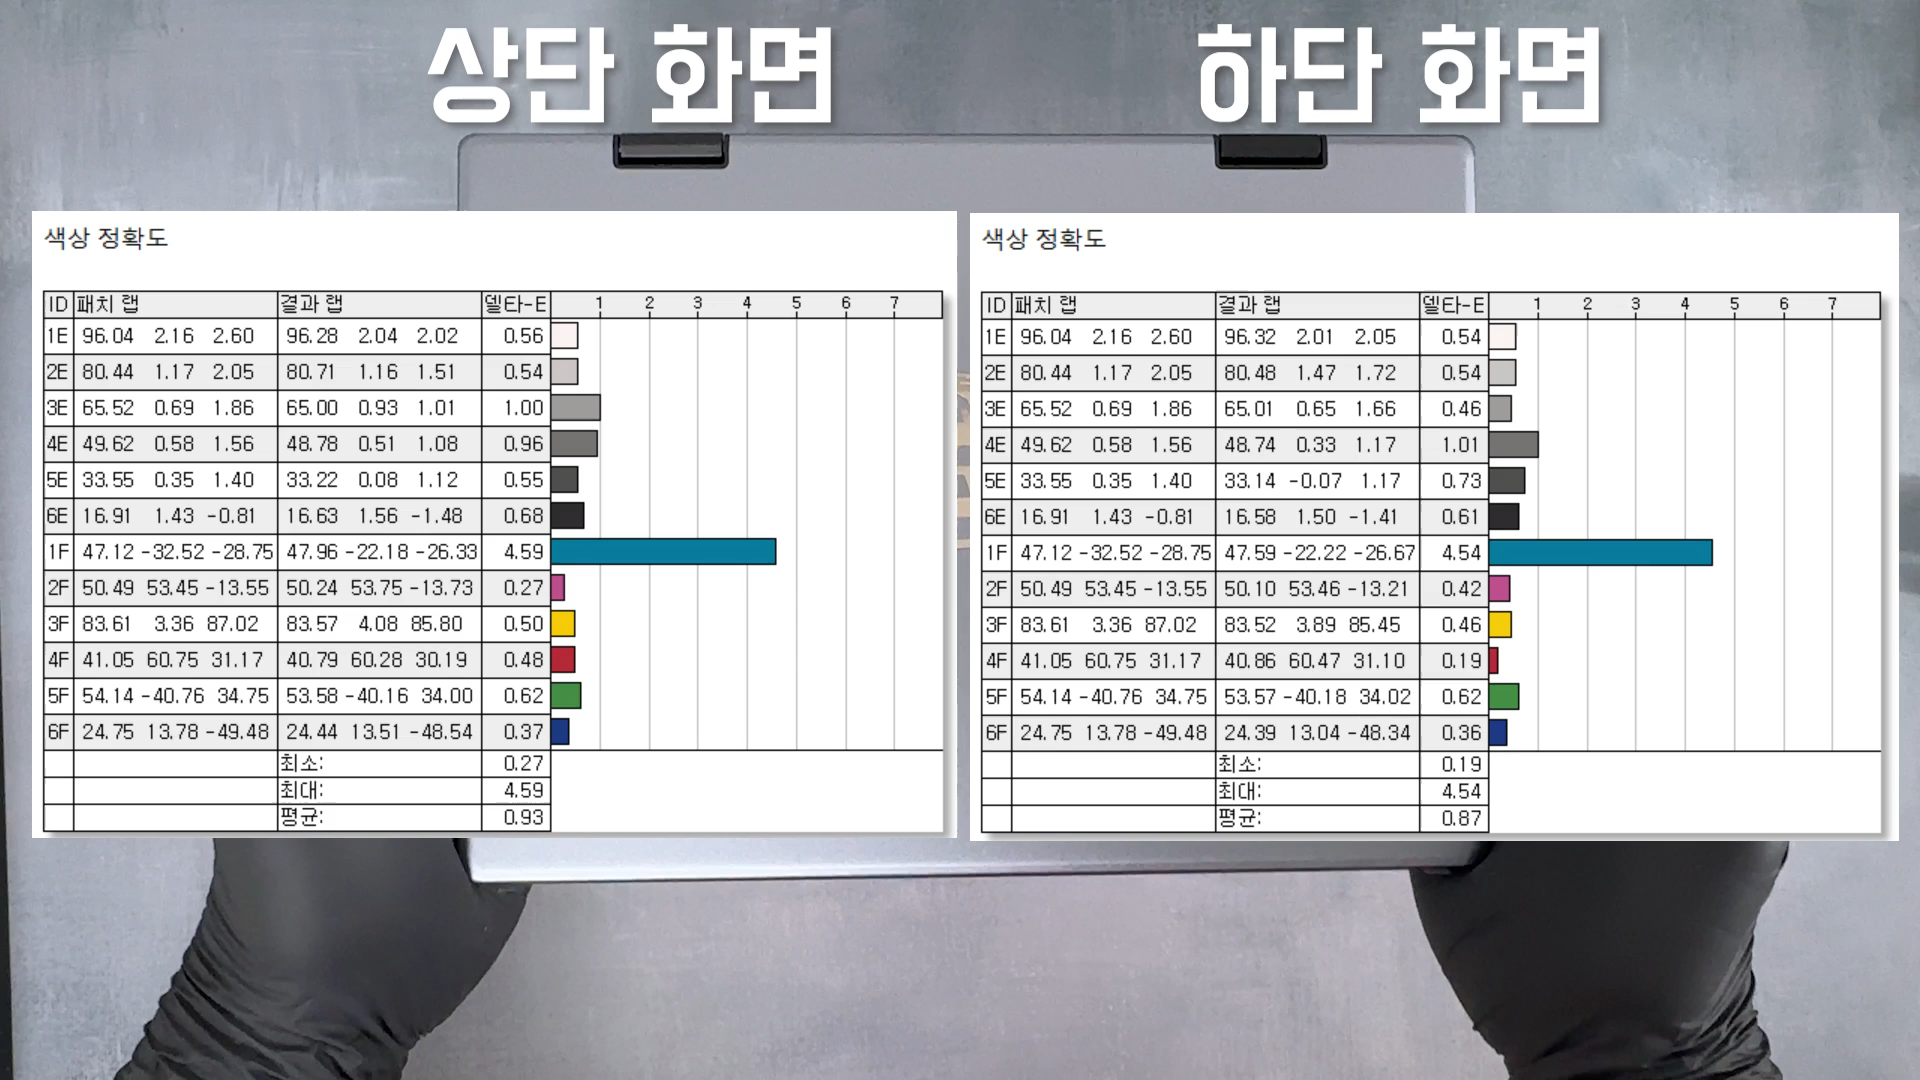 상단 화면
하단 화면
색상 정확도
ID 패치 랩 결과 랩 델타-E 1 2 3 4 5 6 7
1E 96.04 2.16 2.60 96.28 2.04 2.02 0.56
2E 80.44 1.17 2.05 80.71 1.16 1.51 0.54
3E 65.52 0.69 1.86 65.00 0.93 1.01 1.00
4E 49.62 0.58 1.56 48.78 0.51 1.08 0.96
5E 33.55 0.35 1.40 33.22 0.08 1.12 0.55
6E 16.91 1.43 -0.81 16.63 1.56 -1.48 0.68
1F 47.12 -32.52 -28.75 47.96 -22.18 -26.33 4.59
2F 50.49 53.45 -13.55 50.24 53.75 -13.73 0.27
3F 83.61 3.36 87.02 83.57 4.08 85.80 0.50
4F 41.05 60.75 31.17 40.79 60.28 30.19 0.48
5F 54.14 -40.76 34.75 53.58 -40.16 34.00 0.62
6F 24.75 13.78 -49.48 24.44 13.51 -48.54 0.37
최소: 0.27
최대: 4.59
평균: 0.93
색상 정확도
ID 패치 랩 결과 랩 델타-E 1 2 3 4 5 6 7
1E 96.04 2.16 2.60 96.32 2.01 2.05 0.54
2E 80.44 1.17 2.05 80.48 1.47 1.72 0.54
3E 65.52 0.69 1.86 65.01 0.65 1.66 0.46
4E 49.62 0.58 1.56 48.74 0.33 1.17 1.01
5E 33.55 0.35 1.40 33.14 -0.07 1.17 0.73
6E 16.91 1.43 -0.81 16.58 1.50 -1.41 0.61
1F 47.12 -32.52 -28.75 47.59 -22.22 -26.67 4.54
2F 50.49 53.45 -13.55 50.10 53.46 -13.21 0.42
3F 83.61 3.36 87.02 83.52 3.89 85.45 0.46
4F 41.05 60.75 31.17 40.86 60.47 31.10 0.19
5F 54.14 -40.76 34.75 53.57 -40.18 34.02 0.62
6F 24.75 13.78 -49.48 24.39 13.04 -48.34 0.36
최소: 0.19
최대: 4.54
평균: 0.87